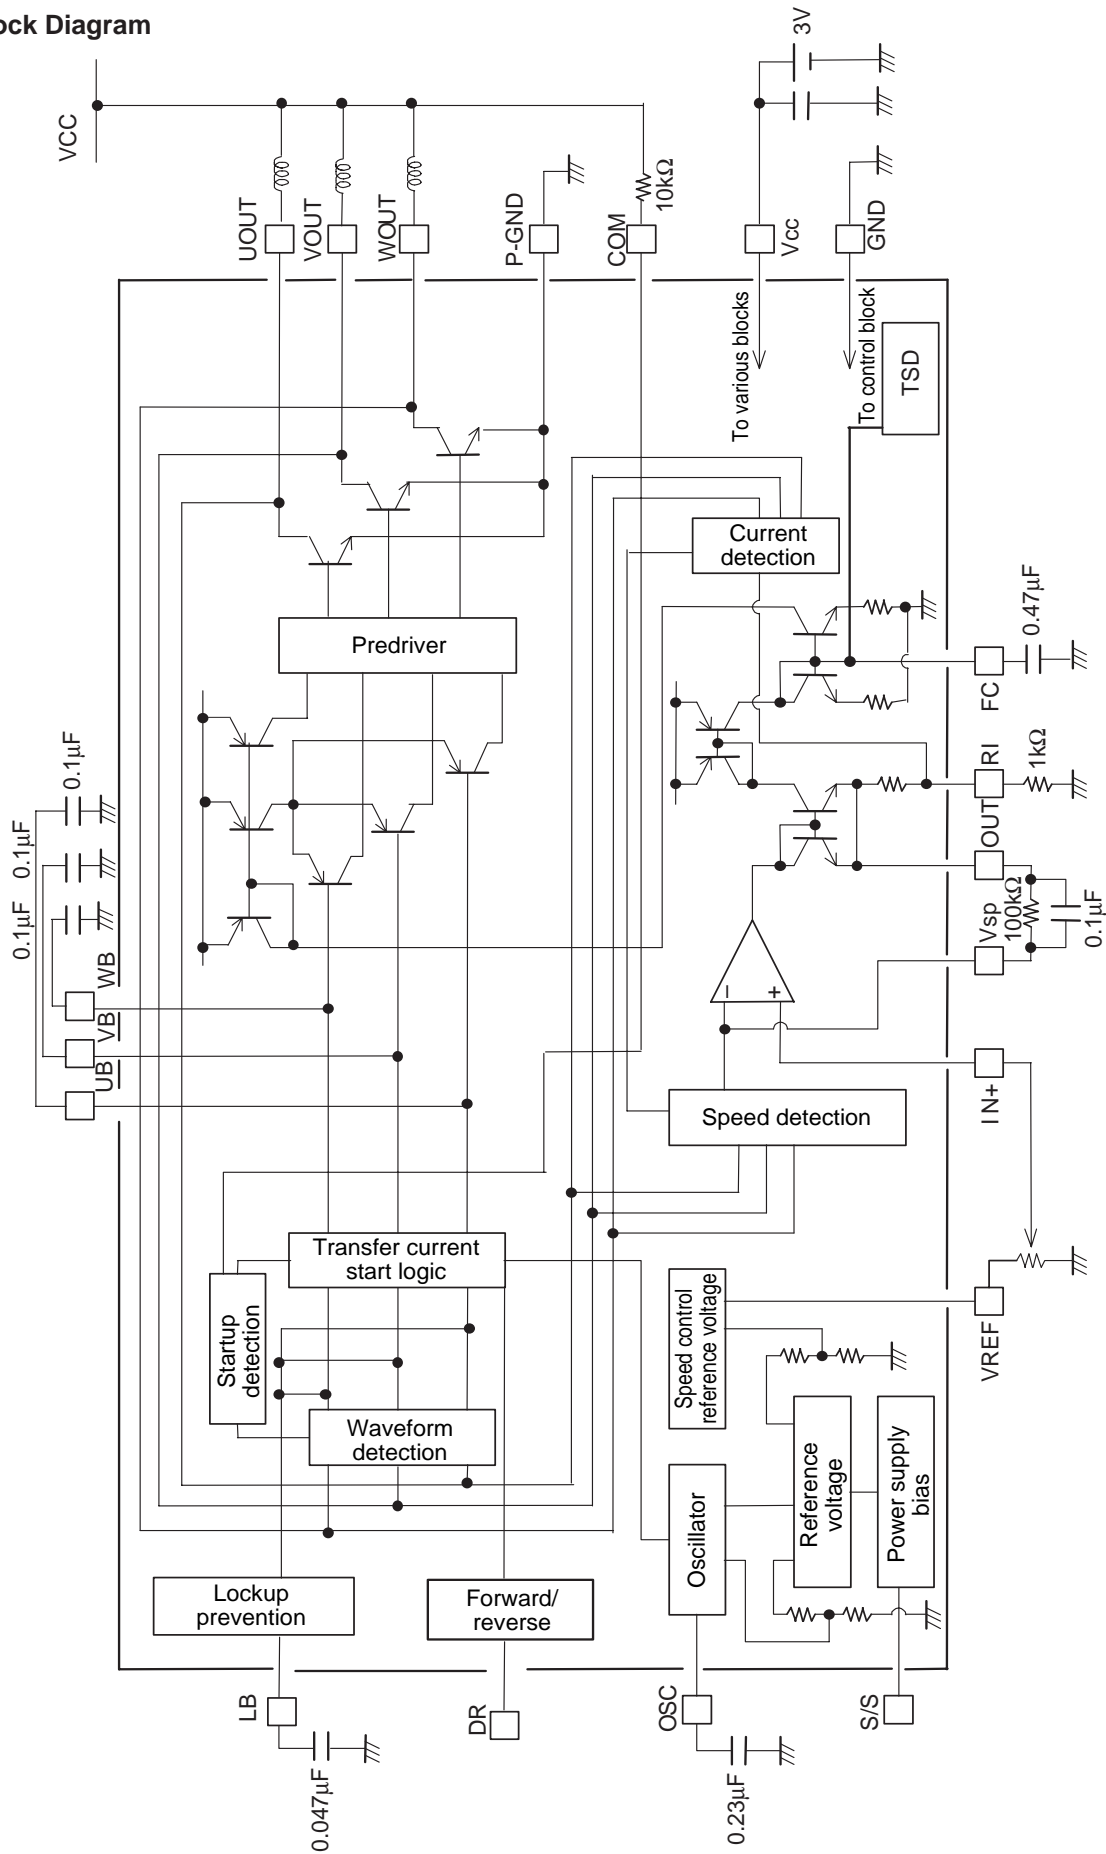 ock Diagram
VCC
3V
UOUT
VOUT
WOUT
P-GND
COM
10kΩ
Vcc
GND
To various blocks
To control block
TSD
Current
detection
Predriver
0.47µF
FC
RI
1kΩ
OUT
Vsp
100kΩ
0.1µF
0.1µF
0.1µF
0.1µF
WB
VB
UB
IN+
Speed detection
Transfer current
start logic
Startup
detection
Speed control
reference voltage
VREF
Waveform
detection
Oscillator
Reference
voltage
Power supply
bias
Lockup
prevention
Forward/
reverse
LB
DR
OSC
S/S
0.047µF
0.23µF